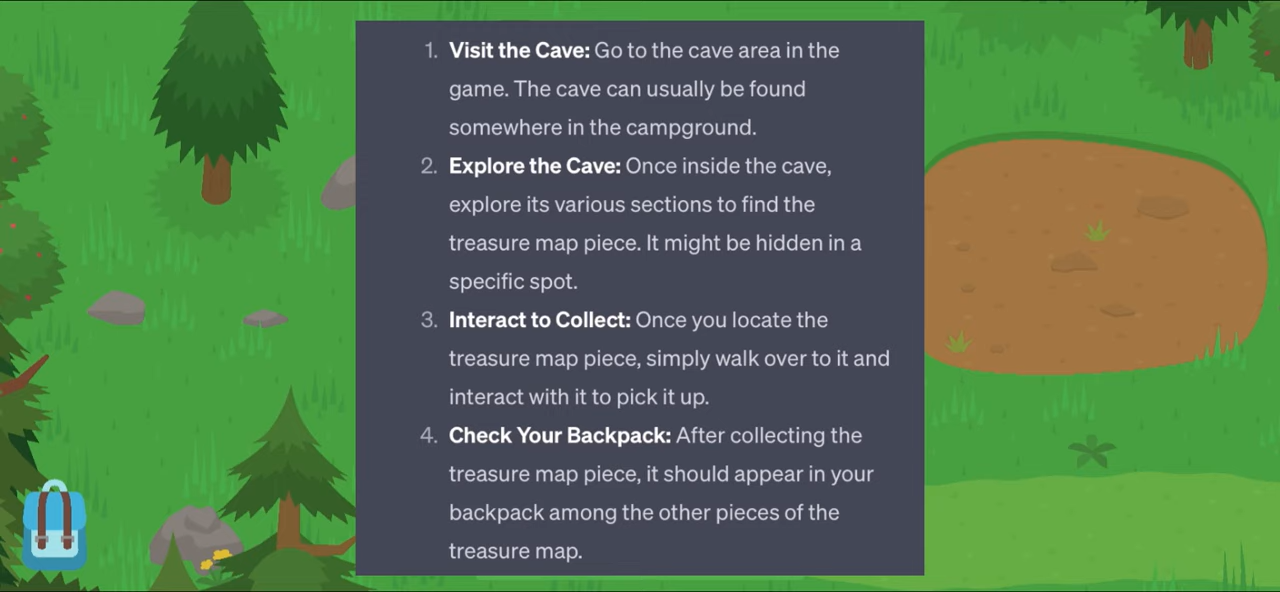 1. Visit the Cave: Go to the cave area in the
game. The cave can usually be found
somewhere in the campground.
2. Explore the Cave: Once inside the cave,
explore its various sections to find the
treasure map piece. It might be hidden in a
specific spot.
3. Interact to Collect: Once you locate the
treasure map piece, simply walk over to it and
interact with it to pick it up.
4. Check Your Backpack: After collecting the
treasure map piece, it should appear in your
backpack among the other pieces of the
treasure map.